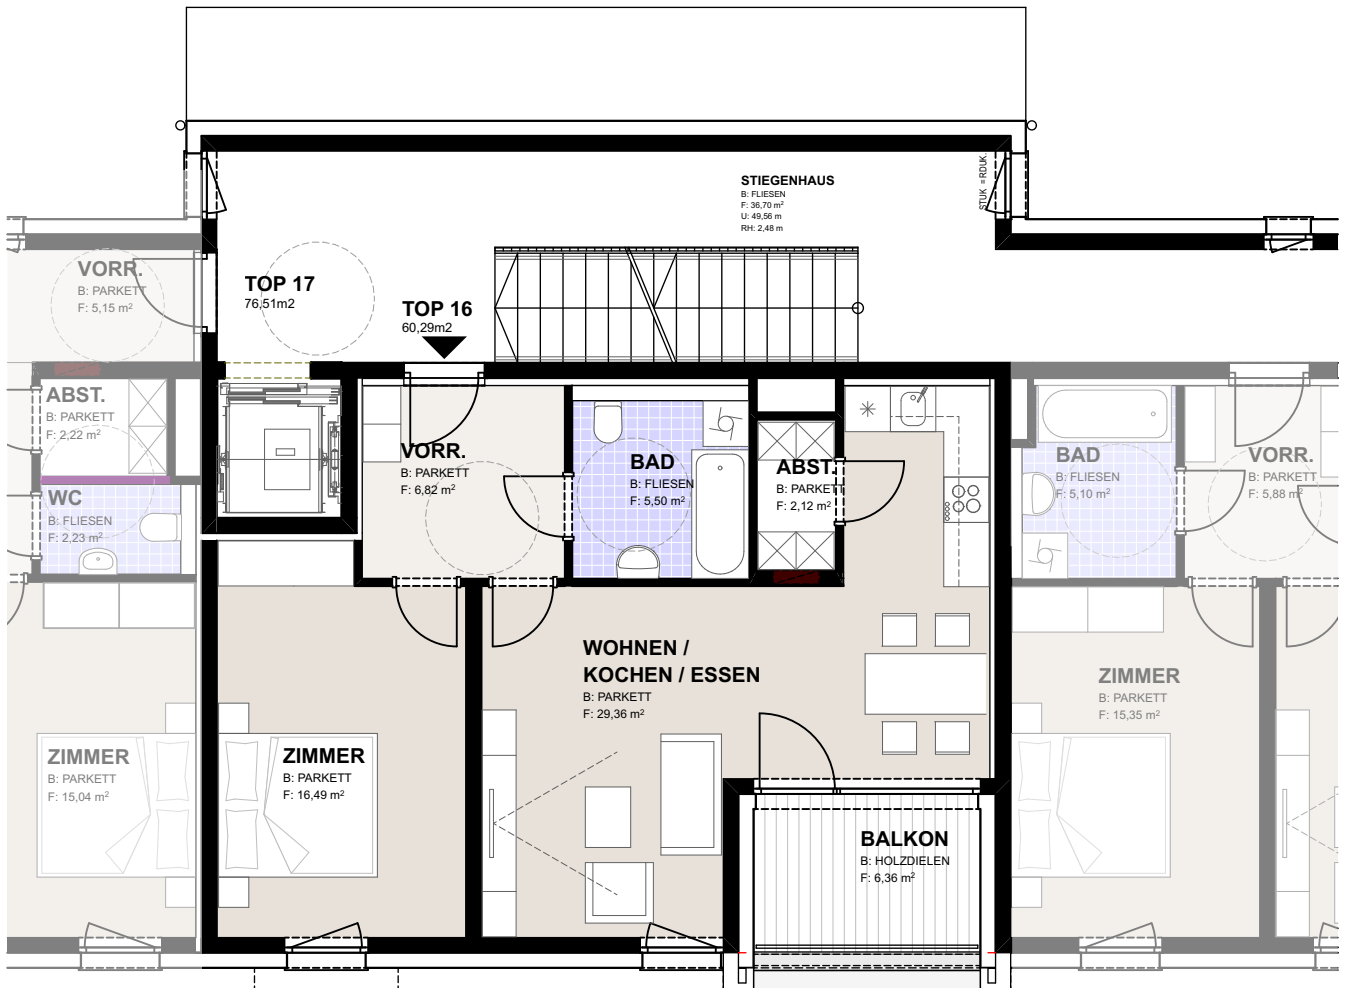 STIEGENHAUS
B: FLIESEN
F: 36,70 m²
U: 49,56 m
RH: 2,48 m
STUK =RDUK.
VORR.
B: PARKETT
F: 5,15 m²
TOP 17
76,51m2
TOP 16
60,29m2
ABST.
B: PARKETT
F: 2,22 m²
WC
B: FLIESEN
F: 2,23 m²
VORR.
B: PARKETT
F: 6,82 m²
BAD
B: FLIESEN
F: 5,50 m²
ABST.
B: PARKETT
F: 2,12 m²
BAD
B: FLIESEN
F: 5,10 m²
VORR.
B: PARKETT
F: 5,88 m²
WOHNEN /
KOCHEN / ESSEN
B: PARKETT
F: 29,36 m²
ZIMMER
B: PARKETT
F: 15,35 m²
ZIMMER
B: PARKETT
F: 15,04 m²
ZIMMER
B: PARKETT
F: 16,49 m²
BALKON
B: HOLZDIELEN
F: 6,36 m²